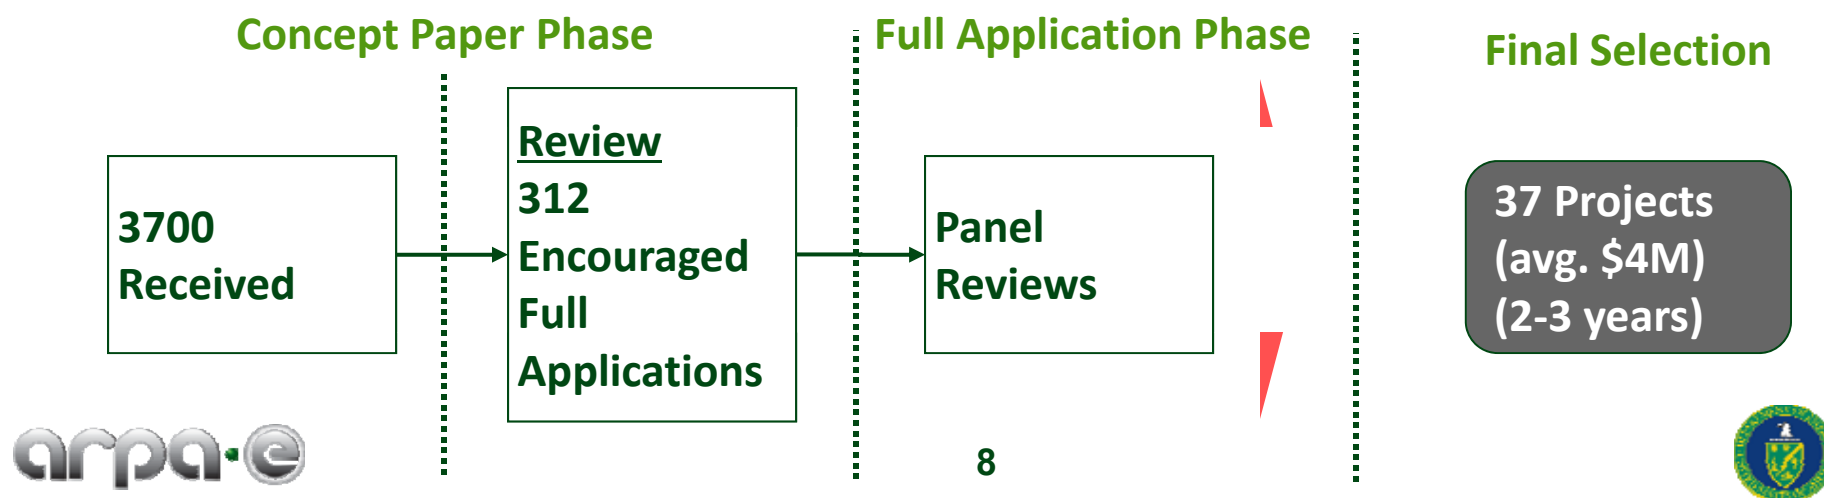 Concept Paper Phase
Full Application Phase
Final Selection
3700
Received
Review
312
Encouraged
Full
Applications
Panel
Reviews
37 Projects
(avg. $4M)
(2-3 years)
arpa·e
8